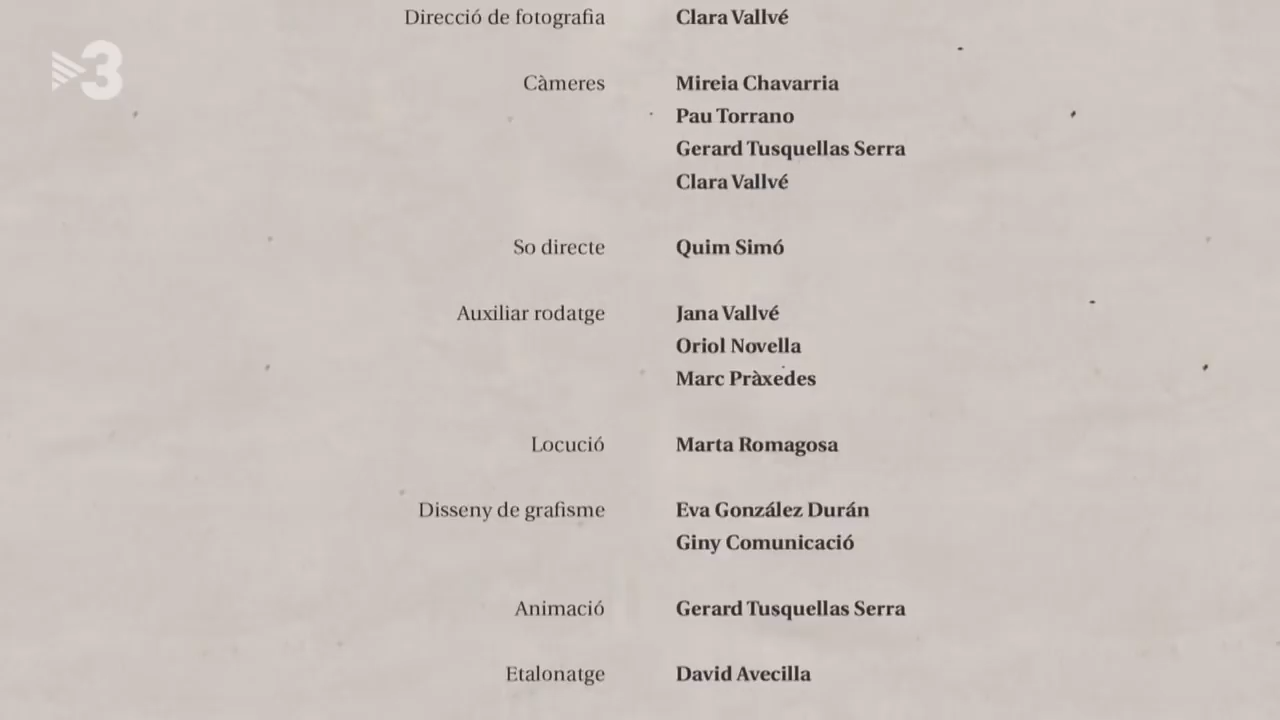 Direcció de fotografia Clara Vallvé
3
Càmeres Mireia Chavarria
Pau Torrano
Gerard Tusquellas Serra
Clara Vallvé
So directe Quim Simó
Auxiliar rodatge Jana Vallvé
Oriol Novella
Marc Pràxedes
Locució Marta Romagosa
Disseny de grafisme Eva González Durán
Giny Comunicació
Animació Gerard Tusquellas Serra
Etalonatge David Avecilla